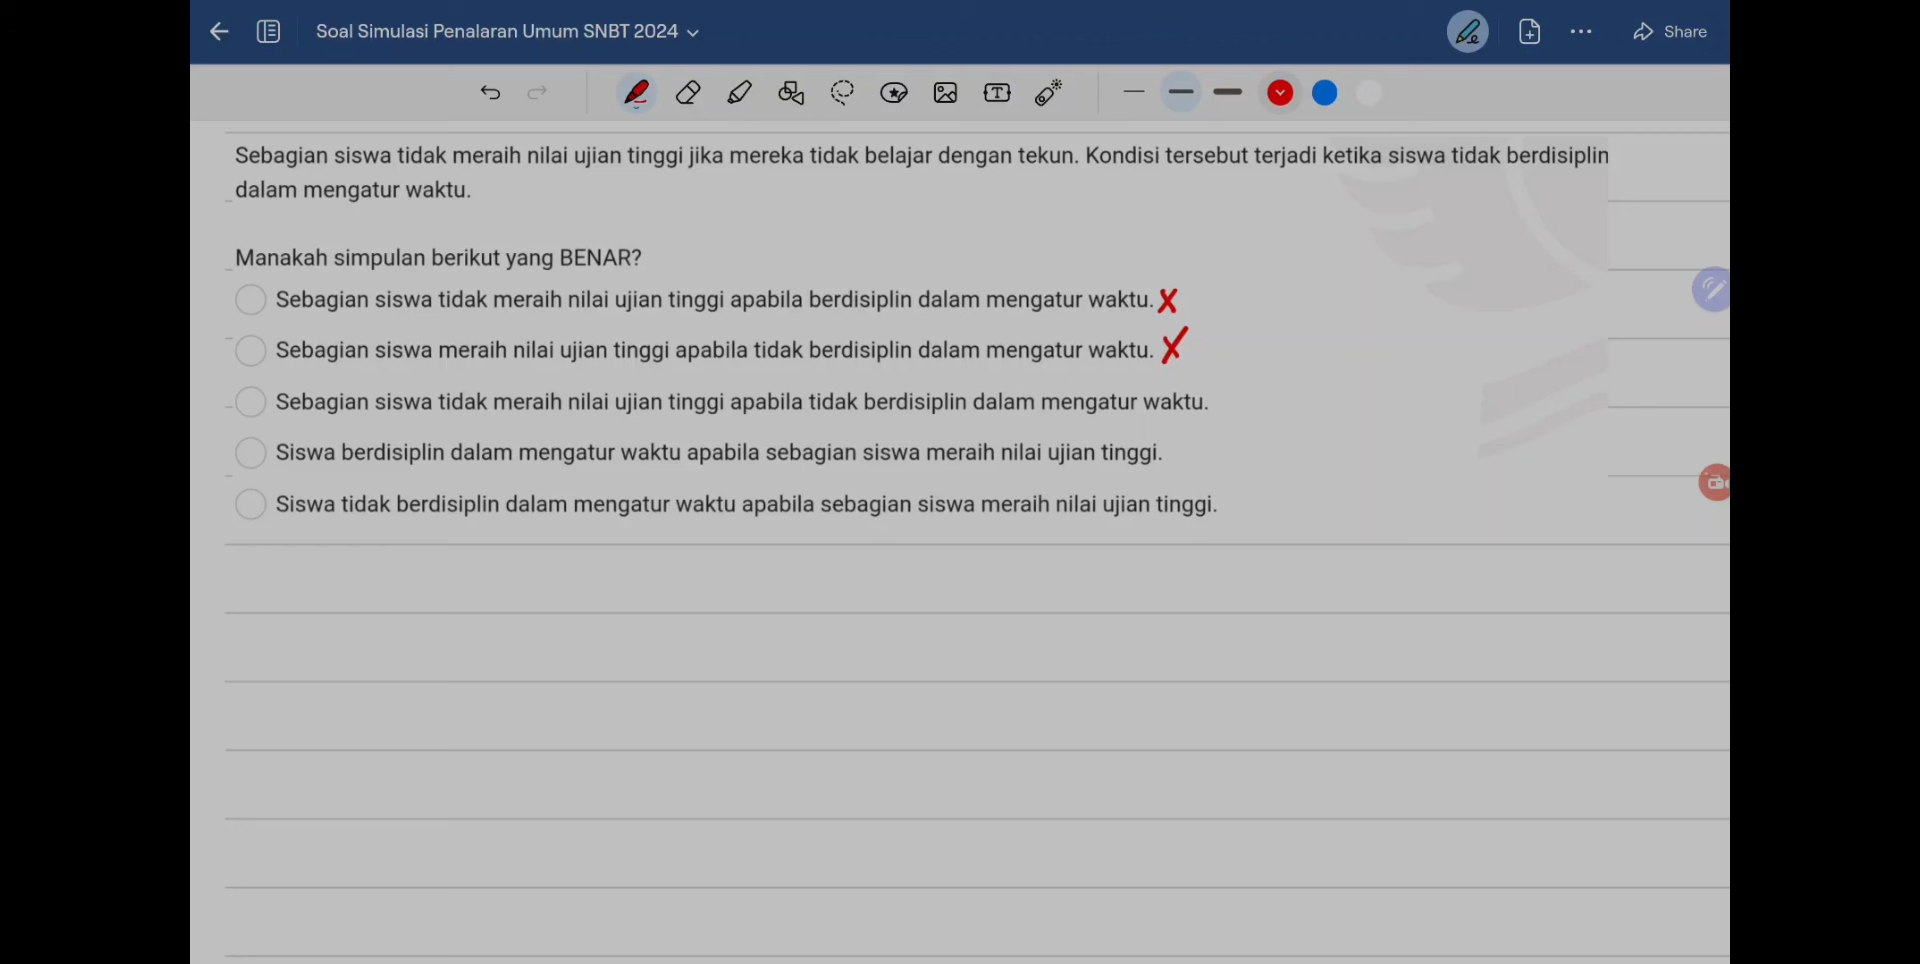 Soal Simulasi Penalaran Umum SNBT 2024
Share
Sebagian siswa tidak meraih nilai ujian tinggi jika mereka tidak belajar dengan tekun. Kondisi tersebut terjadi ketika siswa tidak berdisiplin
dalam mengatur waktu.
Manakah simpulan berikut yang BENAR?
Sebagian siswa tidak meraih nilai ujian tinggi apabila berdisiplin dalam mengatur waktu.
Sebagian siswa meraih nilai ujian tinggi apabila tidak berdisiplin dalam mengatur waktu.
Sebagian siswa tidak meraih nilai ujian tinggi apabila tidak berdisiplin dalam mengatur waktu.
Siswa berdisiplin dalam mengatur waktu apabila sebagian siswa meraih nilai ujian tinggi.
Siswa tidak berdisiplin dalam mengatur waktu apabila sebagian siswa meraih nilai ujian tinggi.